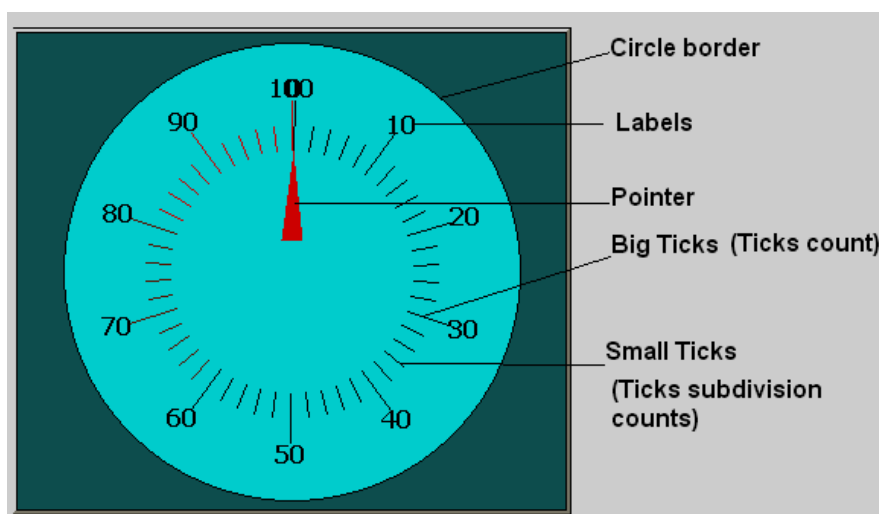 Circle border
100
90
10
Labels
80
20
Pointer
Big Ticks (Ticks count)
70
30
Small Ticks
(Ticks subdivision
counts)
60
40
50